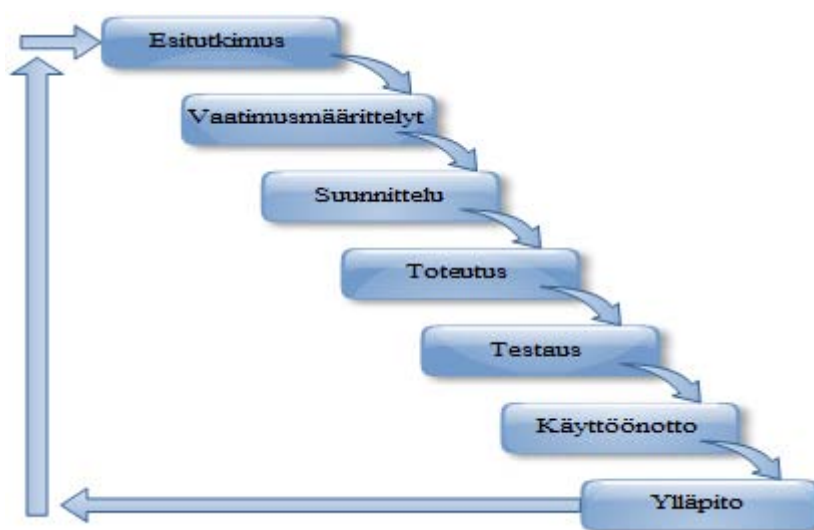 Esitutkimus
Vaatimusmäärittelyt
Suunnittelu
Toteutus
Testaus
Käyttöönotto
Ylläpito